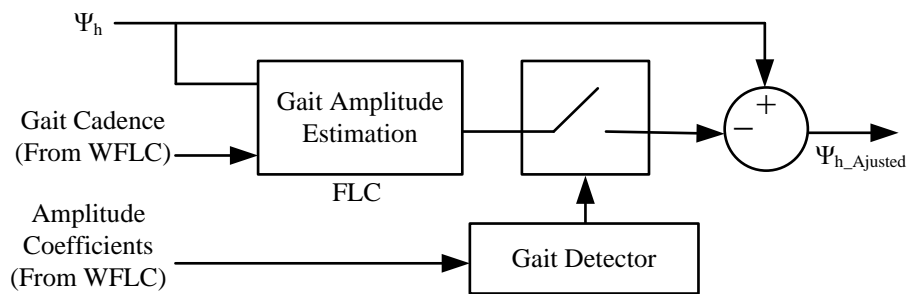 Ψh
Gait Amplitude
Estimation
Gait Cadence
(From WFLC)
FLC
+
−
Ψh_Ajusted
Amplitude
Coefficients
(From WFLC)
Gait Detector